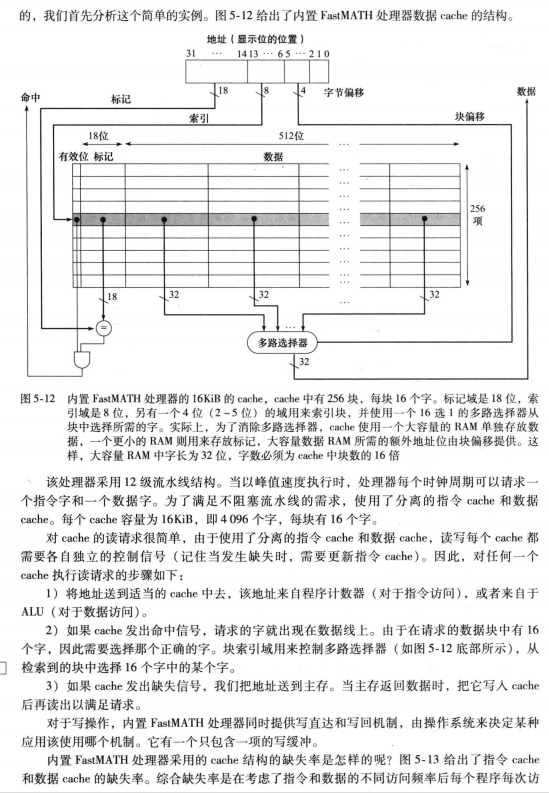 的，我们首先分析这个简单的实例。图 5-12 给出了内置 FastMATH 处理器数据 cache 的结构。
地址（显示位的位置）
31 … 14 13 … 6 5 … 2 1 0
命中
标记
18
8
4
字节偏移
数据
索引
块偏移
18位
512位
…
有效位 标记
数据
…
…
…
…
256
项
…
…
…
…
…
18
32
32
…
32
=
…
多路选择器
32
图 5-12 内置 FastMATH 处理器的 16KiB 的 cache，cache 中有 256 块，每块 16 个字。标记域是 18 位，索
引域是 8 位，另有一个 4 位（2 ~ 5 位）的域用来索引块，并使用一个 16 选 1 的多路选择器从
块中选择所需的字。实际上，为了消除多路选择器，cache 使用一个大容量的 RAM 单独存放数
据，一个更小的 RAM 则用来存放标记，大容量数据 RAM 所需的额外地址位由块偏移提供。这
样，大容量 RAM 中字长为 32 位，字数必须为 cache 中块数的 16 倍
该处理器采用 12 级流水线结构。当以峰值速度执行时，处理器每个时钟周期可以请求一
个指令字和一个数据字。为了满足不阻塞流水线的需求，使用了分离的指令 cache 和数据
cache。每个 cache 容量为 16KiB，即 4 096 个字，每块有 16 个字。
对 cache 的读请求很简单，由于使用了分离的指令 cache 和数据 cache，读写每个 cache 都
需要各自独立的控制信号（记住当发生缺失时，需要更新指令 cache）。因此，对任何一个
cache 执行读请求的步骤如下：
1）将地址送到适当的 cache 中去，该地址来自程序计数器（对于指令访问），或者来自于
ALU（对于数据访问）。
2）如果 cache 发出命中信号，请求的字就出现在数据线上。由于在请求的数据块中有 16
个字，因此需要选择那个正确的字。块索引域用来控制多路选择器（如图 5-12 底部所示），从
检索到的块中选择 16 个字中的某个字。
3）如果 cache 发出缺失信号，我们把地址送到主存。当主存返回数据时，把它写入 cache
后再读出以满足请求。
对于写操作，内置 FastMATH 处理器同时提供写直达和写回机制，由操作系统来决定某种
应用该使用哪个机制。它有一个只包含一项的写缓冲。
内置 FastMATH 处理器采用的 cache 结构的缺失率是怎样的呢？图 5-13 给出了指令 cache
和数据 cache 的缺失率。综合缺失率是在考虑了指令和数据的不同访问频率后每个程序每次访